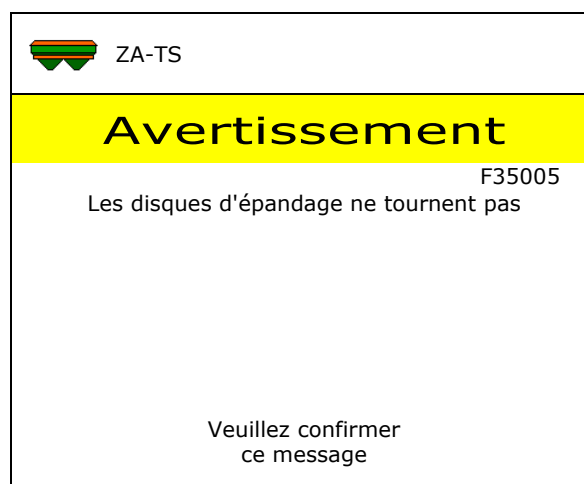 ZA-TS
Avertissement
F35005
Les disques d'épandage ne tournent pas
Veuillez confirmer
ce message